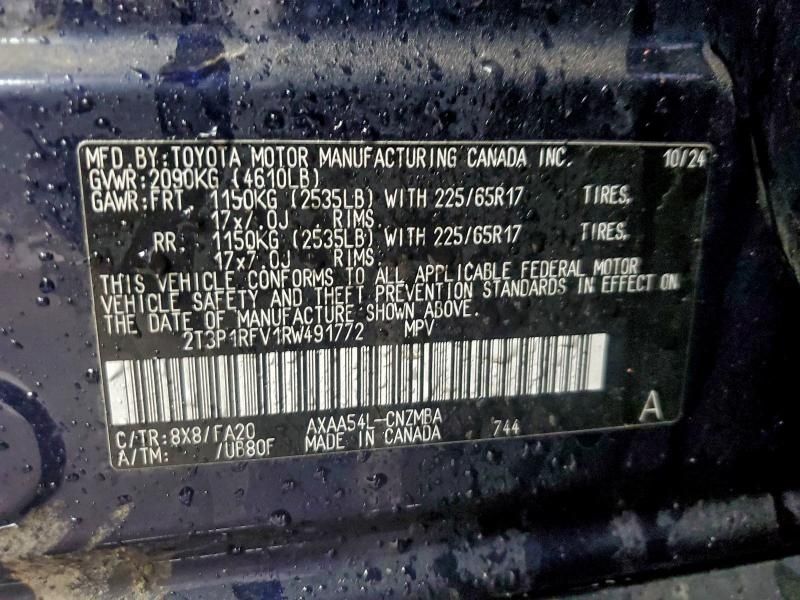 MFD. BY: TOYOTA MOTOR MANUFACTURING CANADA INC. 10/24
GVWR: 2090KG (4610LB)
GAWR: FRT. 1150KG (2535LB) WITH 225/65R17 TIRES,
17x7.0J RIMS
RR: 1150KG (2535LB) WITH 225/65R17 TIRES,
17x7.0J RIMS
THIS VEHICLE CONFORMS TO ALL APPLICABLE FEDERAL MOTOR
VEHICLE SAFETY AND THEFT PREVENTION STANDARDS IN EFFECT ON
THE DATE OF MANUFACTURE SHOWN ABOVE.
2T3P1RFV1RW491772 MPV
C/TR: 8X8/FA20 AXAA54L-CNZMBA A
A/TM: /UB80F MADE IN CANADA 744